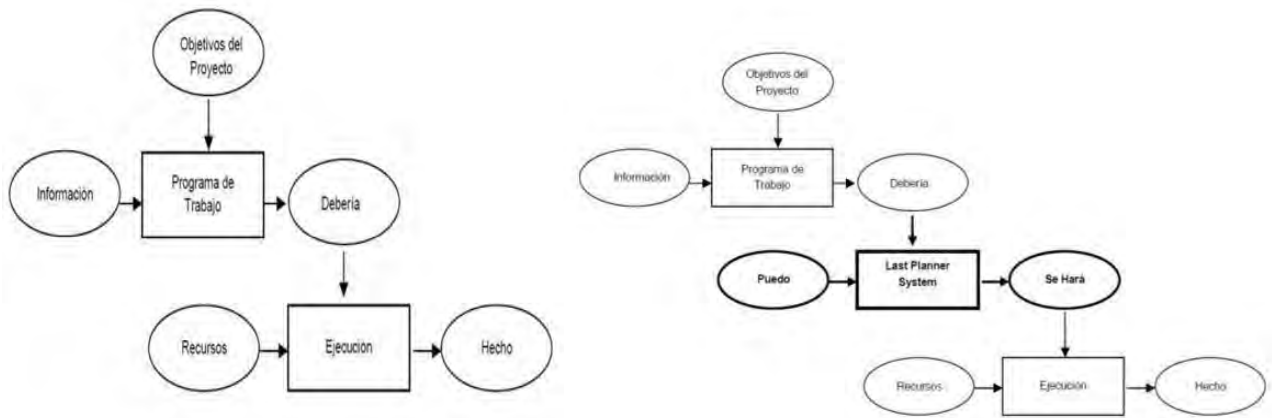 Objetivos del
Proyecto
Información
Programa de
Trabajo
Debería
Recursos
Ejecución
Hecho
Objetivos del
Proyecto
Información
Programa de
Trabajo
Debería
Puedo
Last Planner
System
Se Hará
Recursos
Ejecución
Hecho